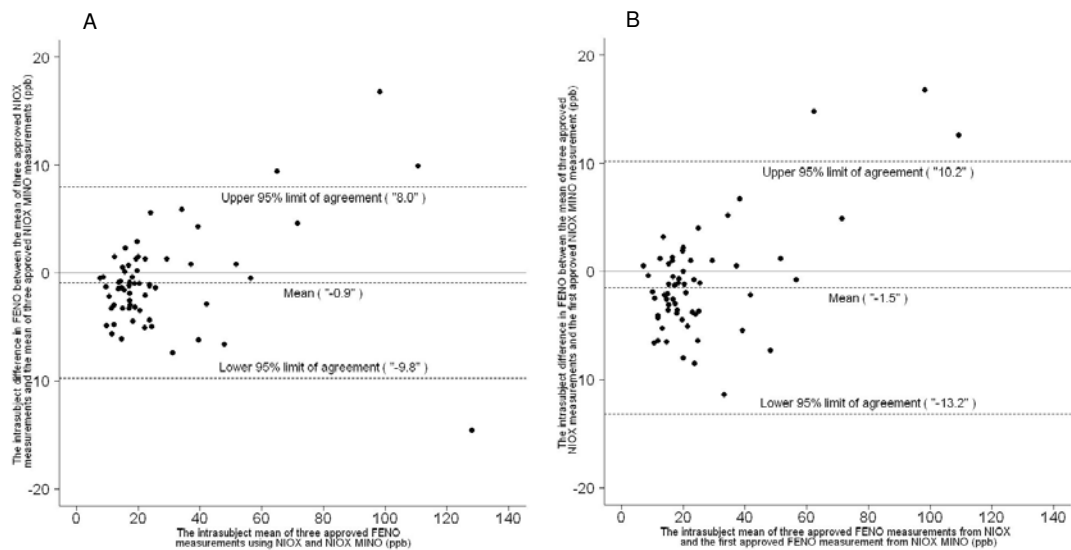 A
The intrasubject difference in FENO between the mean of three approved NIOX
measurements and the mean of three approved NIOX MINO measurements (ppb)
20
10
0
-10
-20
Upper 95% limit of agreement ( "8.0" )
Mean ( "-0.9" )
Lower 95% limit of agreement ( "-9.8" )
0 20 40 60 80 100 120 140
The intrasubject mean of three approved FENO
measurements using NIOX and NIOX MINO (ppb)
B
The intrasubject difference in FENO between the mean of three approved
NIOX measurements and the first approved NIOX MINO measurement (ppb)
20
10
0
-10
-20
Upper 95% limit of agreement ( "10.2" )
Mean ( "-1.5" )
Lower 95% limit of agreement ( "-13.2" )
0 20 40 60 80 100 120 140
The intrasubject mean of three approved FENO measurements from NIOX
and the first approved FENO measurement from NIOX MINO (ppb)